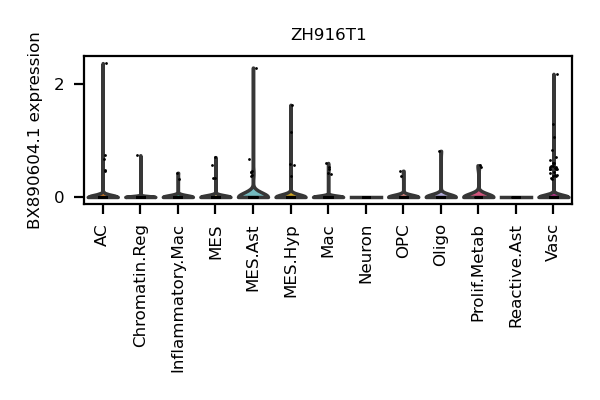 ZH916T1
BX890604.1 expression
2
0
AC
Chromatin.Reg
Inflammatory.Mac
MES
MES.Ast
MES.Hyp
Mac
Neuron
OPC
Oligo
Prolif.Metab
Reactive.Ast
Vasc